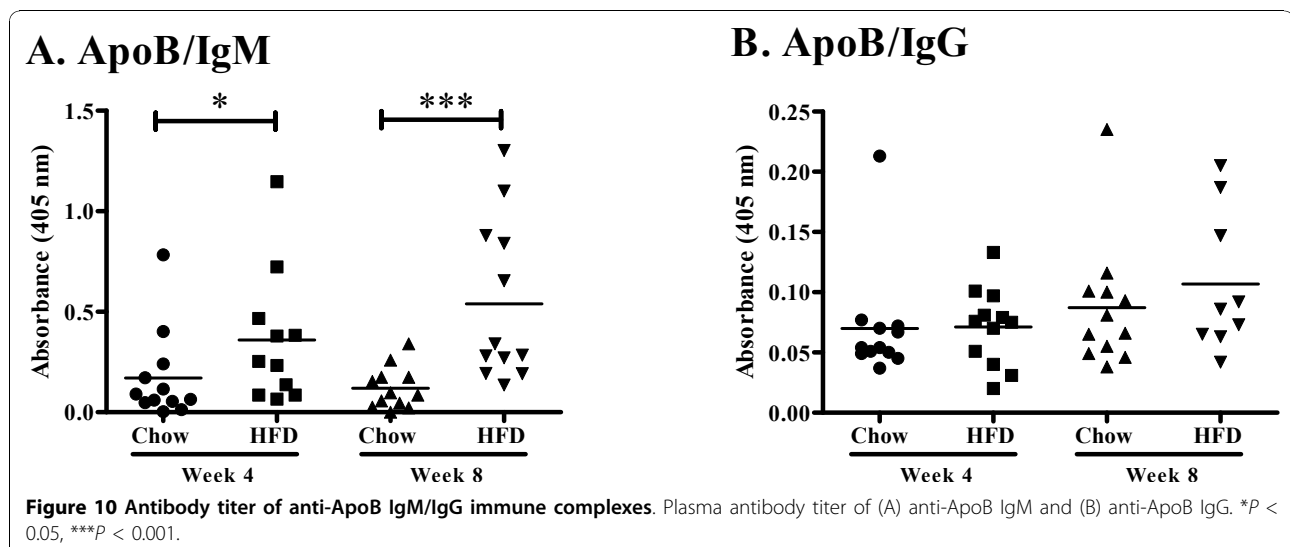 A. ApoB/IgM
B. ApoB/IgG
Absorbance (405 nm)
1.5
1.0
0.5
0.0
*
***
Chow
HFD
Chow
HFD
Week 4
Week 8
Absorbance (405 nm)
0.25
0.20
0.15
0.10
0.05
0.00
Chow
HFD
Chow
HFD
Week 4
Week 8
Figure 10 Antibody titer of anti-ApoB IgM/IgG immune complexes. Plasma antibody titer of (A) anti-ApoB IgM and (B) anti-ApoB IgG. *P <
0.05, ***P < 0.001.